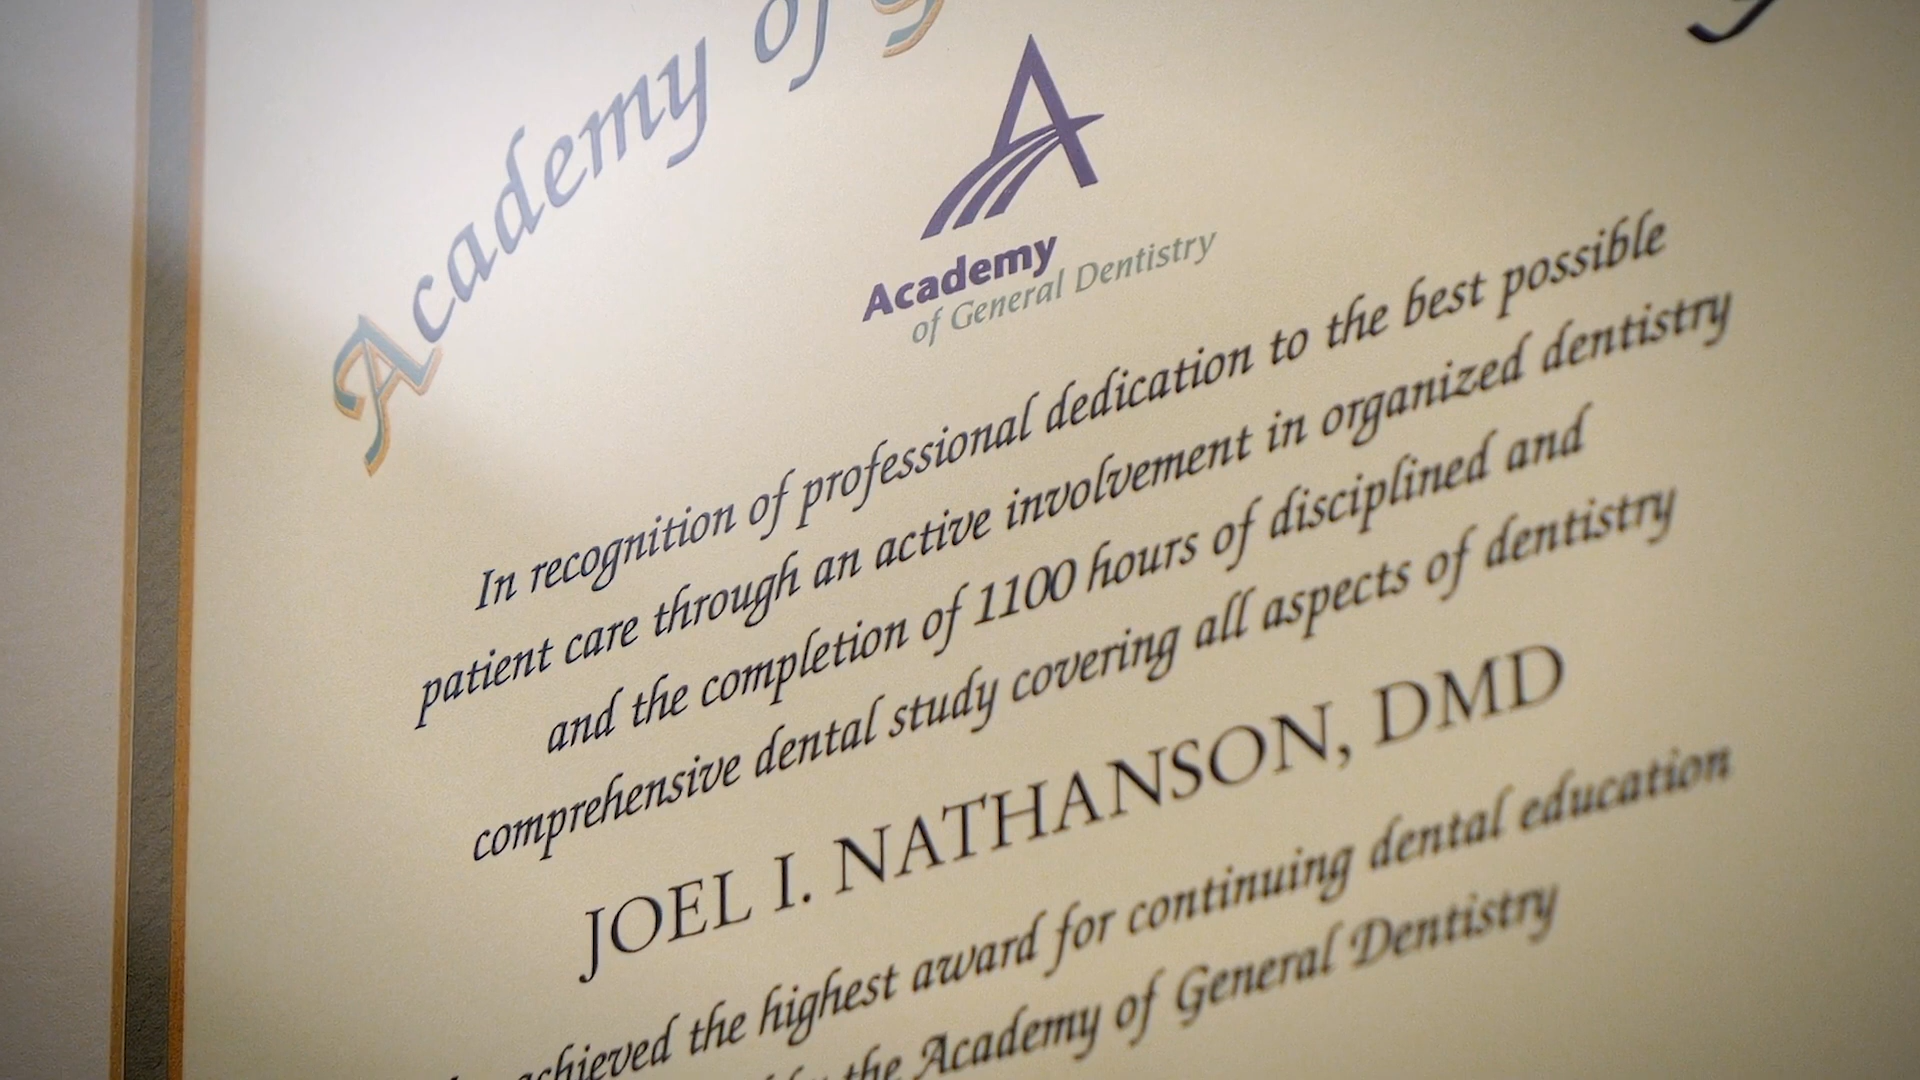 Academy of
Academy
of General Dentistry
In recognition of professional dedication to the best possible
patient care through an active involvement in organized dentistry
and the completion of 1100 hours of disciplined and
comprehensive dental study covering all aspects of dentistry
JOEL I. NATHANSON, DMD
achieved the highest award for continuing dental education
the Academy of General Dentistry